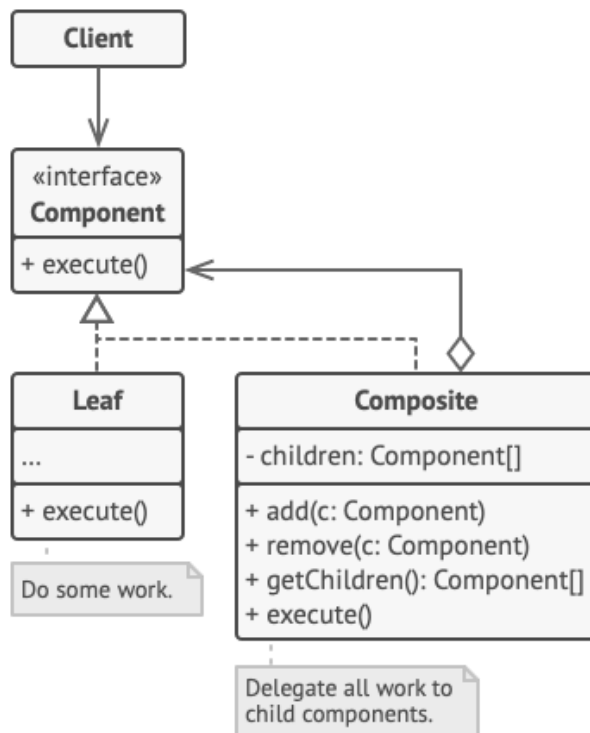 Client
«interface»
Component
+ execute()
Leaf
...
+ execute()
Do some work.
Composite
- children: Component[]
+ add(c: Component)
+ remove(c: Component)
+ getChildren(): Component[]
+ execute()
Delegate all work to
child components.